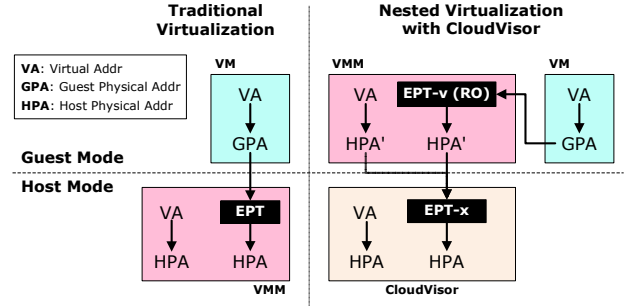 Traditional
Virtualization
Nested Virtualization
with CloudVisor
VA: Virtual Addr
GPA: Guest Physical Addr
HPA: Host Physical Addr
VM
VA
GPA
VMM
VA
EPT-v (RO)
HPA'
HPA'
VM
VA
GPA
Guest Mode
Host Mode
VA
EPT
HPA
HPA
VMM
VA
EPT-x
HPA
HPA
CloudVisor